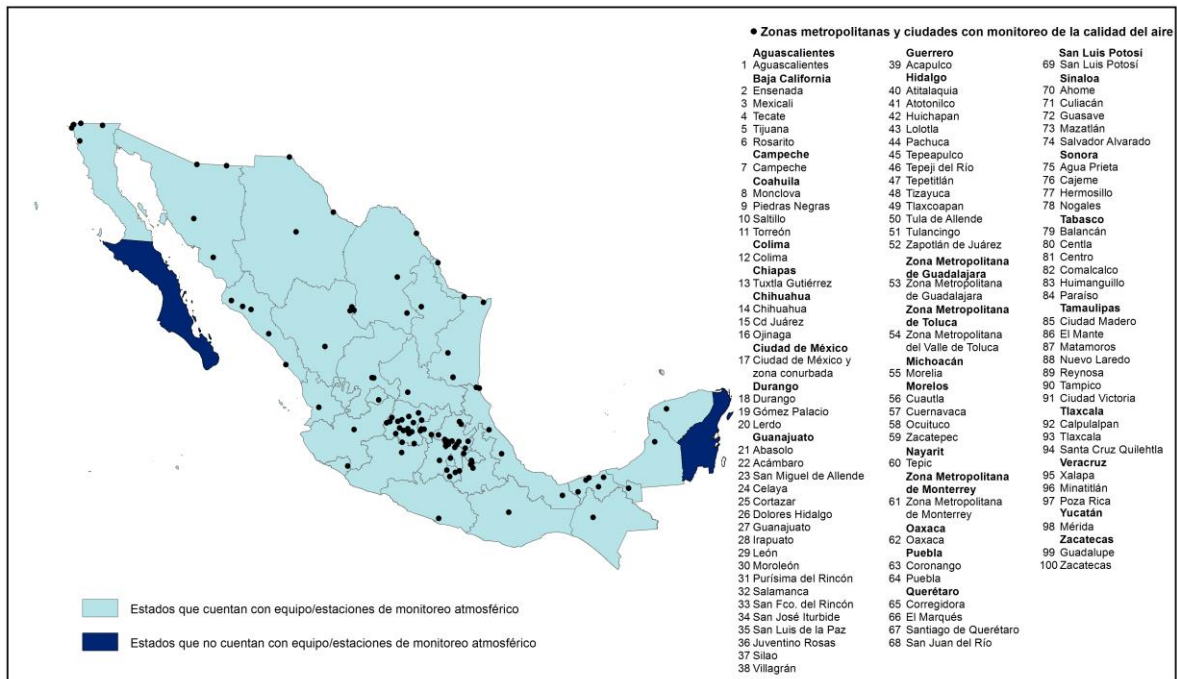 ● Zonas metropolitanas y ciudades con monitoreo de la calidad del aire
Aguascalientes
1 Aguascalientes
Baja California
2 Ensenada
3 Mexicali
4 Tecate
5 Tijuana
6 Rosarito
Campeche
7 Campeche
Coahuila
8 Monclova
9 Piedras Negras
10 Saltillo
11 Torreón
Colima
12 Colima
Chiapas
13 Tuxtla Gutiérrez
Chihuahua
14 Chihuahua
15 Cd Juárez
16 Ojinaga
Ciudad de México
17 Ciudad de México y
zona conurbada
Durango
18 Durango
19 Gómez Palacio
20 Lerdo
Guanajuato
21 Abasolo
22 Acámbaro
23 San Miguel de Allende
24 Celaya
25 Cortazar
26 Dolores Hidalgo
27 Guanajuato
28 Irapuato
29 León
30 Moroleón
31 Purísima del Rincón
32 Salamanca
33 San Fco. del Rincón
34 San José Iturbide
35 San Luis de la Paz
36 Juventino Rosas
37 Silao
38 Villagrán
Guerrero
39 Acapulco
Hidalgo
40 Atitalaquia
41 Atotonilco
42 Huichapan
43 Lolotla
44 Pachuca
45 Tepeapulco
46 Tepeji del Río
47 Tepetitlán
48 Tizayuca
49 Tlaxcoapan
50 Tula de Allende
51 Tulancingo
52 Zapotlán de Juárez
Zona Metropolitana
de Guadalajara
53 Zona Metropolitana
de Guadalajara
Zona Metropolitana
de Toluca
54 Zona Metropolitana
del Valle de Toluca
Michoacán
55 Morelia
Morelos
56 Cuautla
57 Cuernavaca
58 Ocuituco
59 Zacatepec
Nayarit
60 Tepic
Zona Metropolitana
de Monterrey
61 Zona Metropolitana
de Monterrey
Oaxaca
62 Oaxaca
Puebla
63 Coronango
64 Puebla
Querétaro
65 Corregidora
66 El Marqués
67 Santiago de Querétaro
68 San Juan del Río
San Luis Potosí
69 San Luis Potosí
Sinaloa
70 Ahome
71 Culiacán
72 Guasave
73 Mazatlán
74 Salvador Alvarado
Sonora
75 Agua Prieta
76 Cajeme
77 Hermosillo
78 Nogales
Tabasco
79 Balancán
80 Centla
81 Centro
82 Comalcalco
83 Huimanguillo
84 Paraíso
Tamaulipas
85 Ciudad Madero
86 El Mante
87 Matamoros
88 Nuevo Laredo
89 Reynosa
90 Tampico
91 Ciudad Victoria
Tlaxcala
92 Calpulalpan
93 Tlaxcala
94 Santa Cruz Quilehtla
Veracruz
95 Xalapa
96 Minatitlán
97 Poza Rica
Yucatán
98 Mérida
Zacatecas
99 Guadalupe
100 Zacatecas
Estados que cuentan con equipo/estaciones de monitoreo atmosférico
Estados que no cuentan con equipo/estaciones de monitoreo atmosférico